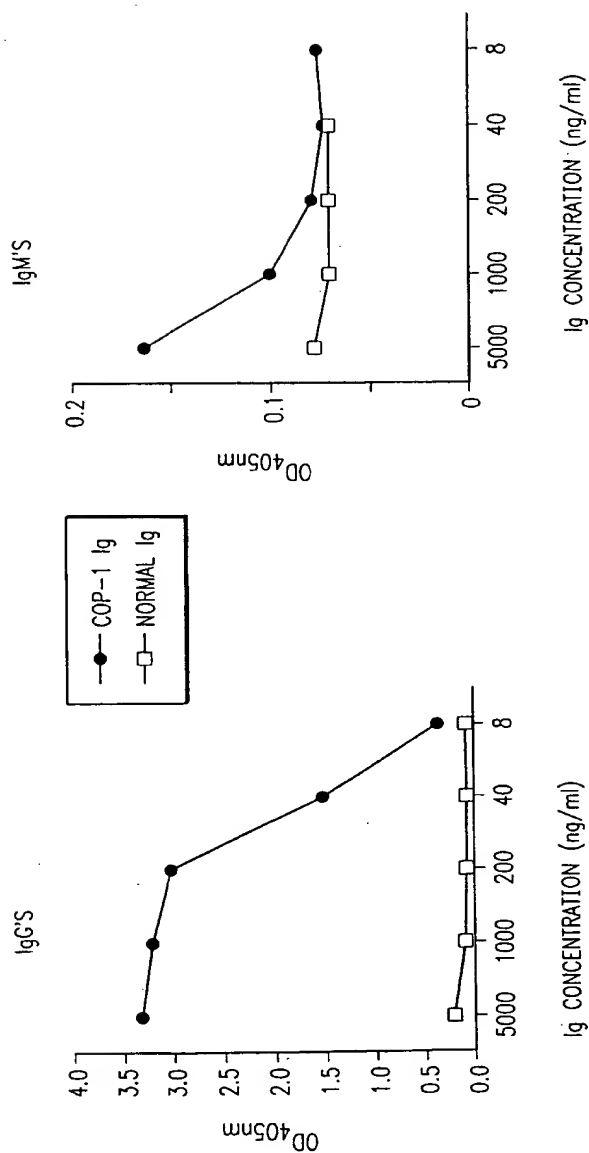 IgG'S
OD405nm
4.0
3.5
3.0
2.5
2.0
1.5
1.0
0.5
0.0
5000 1000 200 40 8
Ig CONCENTRATION (ng/ml)
COP-1 Ig
NORMAL Ig
IgM'S
OD405nm
0.2
0.1
0
5000 1000 200 40 8
Ig CONCENTRATION (ng/ml)